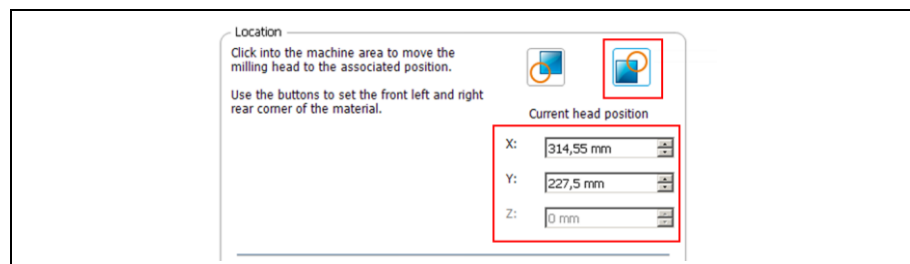 Location
Click into the machine area to move the
milling head to the associated position.
Use the buttons to set the front left and right
rear corner of the material.
Current head position
X: 314,55 mm
Y: 227,5 mm
Z: 0 mm